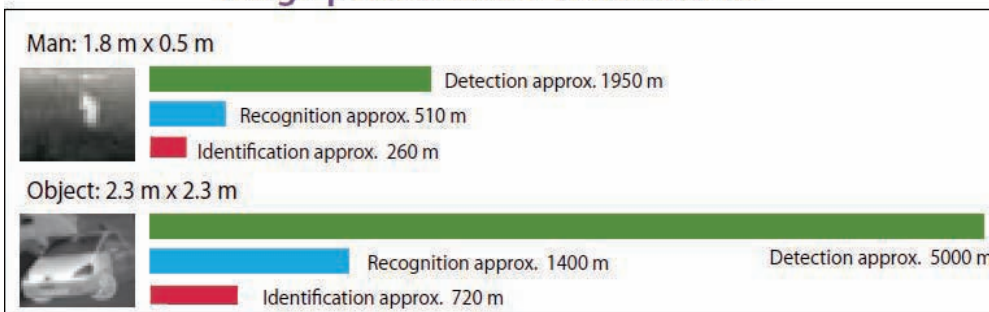 Man: 1.8 m x 0.5 m
Detection approx. 1950 m
Recognition approx. 510 m
Identification approx. 260 m
Object: 2.3 m x 2.3 m
Detection approx. 5000 m
Recognition approx. 1400 m
Identification approx. 720 m